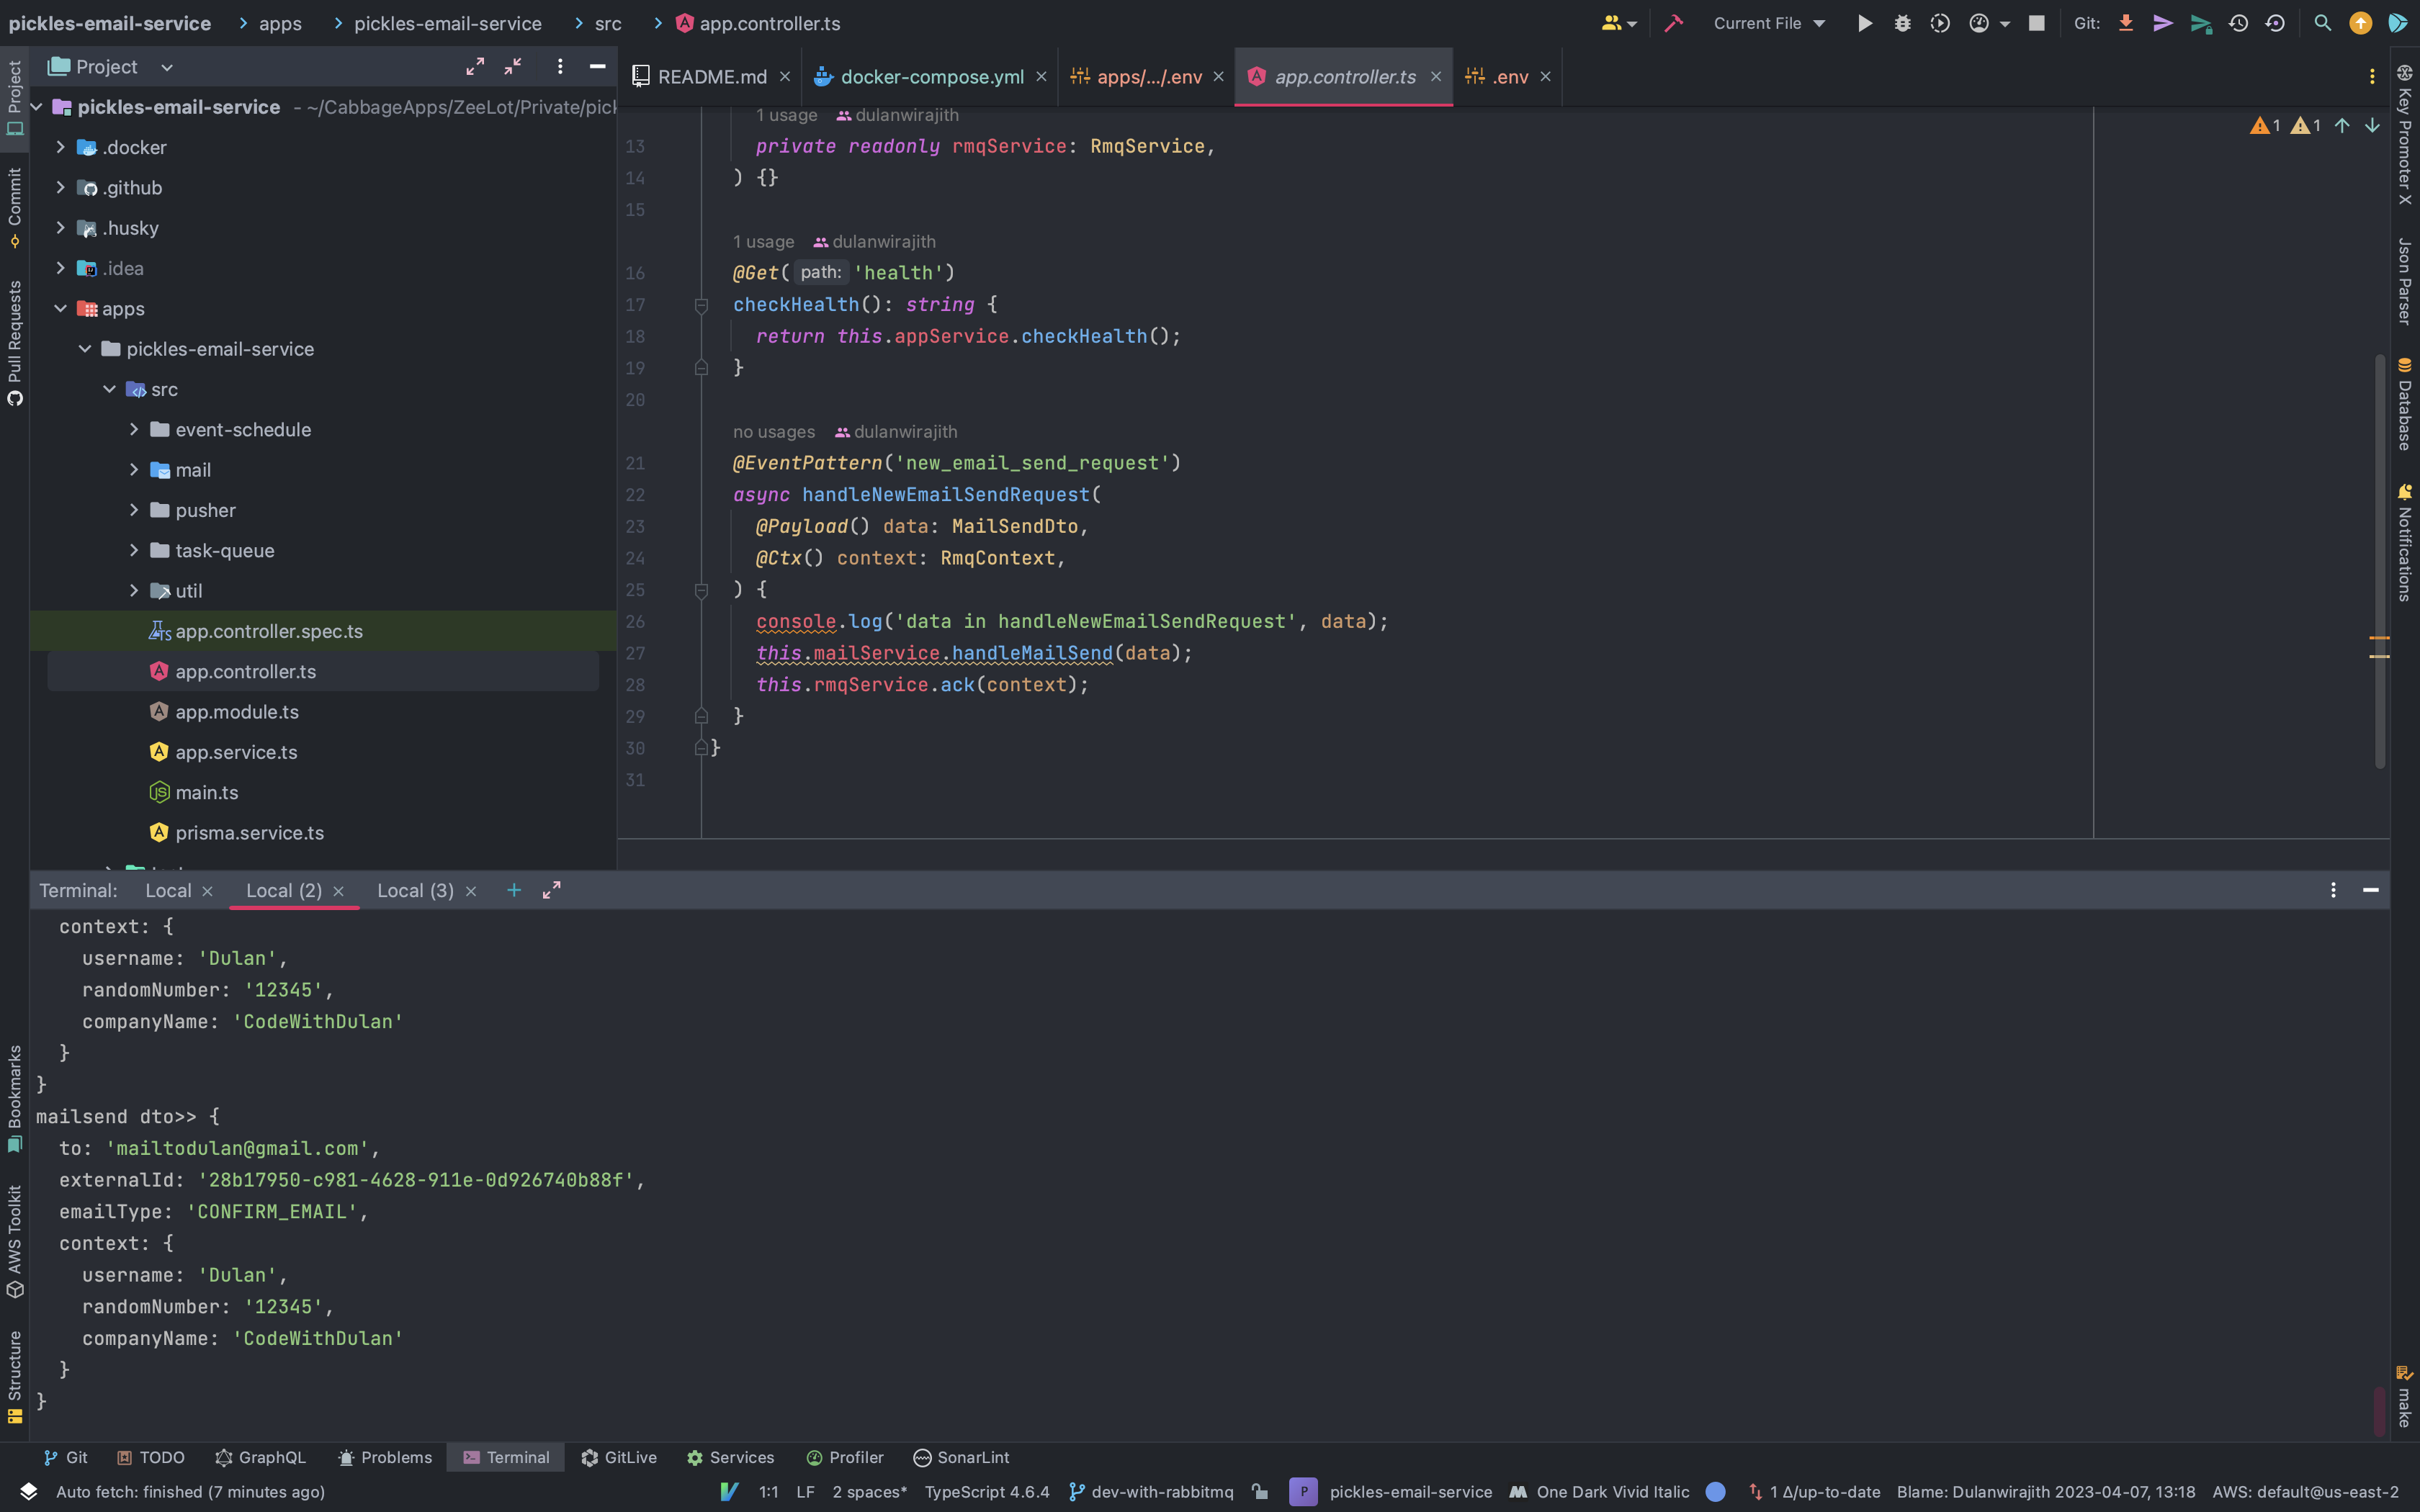 pickles-email-service > apps > pickles-email-service > src > app.controller.ts
Current File
Git:
Project
Project
Commit
Pull Requests
Bookmarks
AWS Toolkit
Structure
pickles-email-service - ~/CabbageApps/ZeeLot/Private/pick
.docker
.github
.husky
.idea
apps
pickles-email-service
src
event-schedule
mail
pusher
task-queue
util
app.controller.spec.ts
app.controller.ts
app.module.ts
app.service.ts
main.ts
prisma.service.ts
README.md
docker-compose.yml
apps/.../.env
app.controller.ts
.env
1 1
1 usage dulanwirajith
13 private readonly rmqService: RmqService,
14 ) {}
15
1 usage dulanwirajith
16 @Get( path: 'health')
17 checkHealth(): string {
18 return this.appService.checkHealth();
19 }
20
no usages dulanwirajith
21 @EventPattern('new_email_send_request')
22 async handleNewEmailSendRequest(
23 @Payload() data: MailSendDto,
24 @Ctx() context: RmqContext,
25 ) {
26 console.log('data in handleNewEmailSendRequest', data);
27 this.mailService.handleMailSend(data);
28 this.rmqService.ack(context);
29 }
30 }
31
Key Promoter X
Json Parser
Database
Notifications
make
Terminal: Local Local (2) Local (3)
context: {
username: 'Dulan',
randomNumber: '12345',
companyName: 'CodeWithDulan'
}
}
mailsend dto>> {
to: 'mailtodulan@gmail.com',
externalId: '28b17950-c981-4628-911e-0d926740b88f',
emailType: 'CONFIRM_EMAIL',
context: {
username: 'Dulan',
randomNumber: '12345',
companyName: 'CodeWithDulan'
}
}
Git TODO GraphQL Problems Terminal GitLive Services Profiler SonarLint
Auto fetch: finished (7 minutes ago)
1:1 LF 2 spaces* TypeScript 4.6.4 dev-with-rabbitmq P pickles-email-service One Dark Vivid Italic 1 Δ/up-to-date Blame: Dulanwirajith 2023-04-07, 13:18 AWS: default@us-east-2